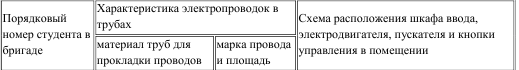 Порядковый
номер студента в
бригаде
Характеристика электропроводок в
трубах
материал труб для
прокладки проводов
марка провода
и площадь
Схема расположения шкафа ввода,
электродвигателя, пускателя и кнопки
управления в помещении